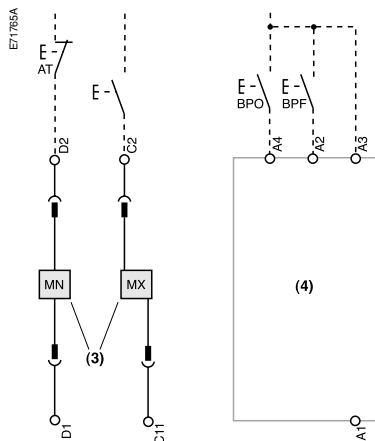 E71765A
AT
BPO
BPF
D2
C2
A4
A2
A3
MN
MX
(3)
(4)
D1
C11
A1